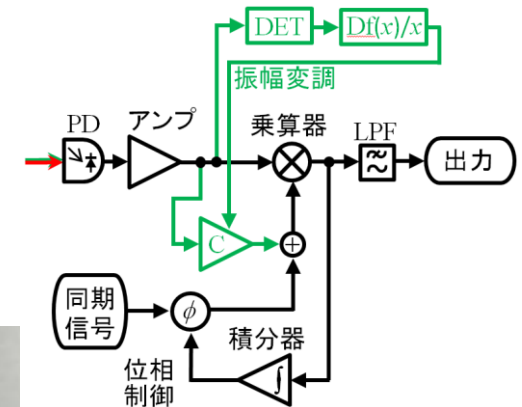 DET
Df(x)/x
振幅変調
PD
アンプ
乗算器
LPF
出力
C
+
同期
信号
ϕ
積分器
位相
制御
∫